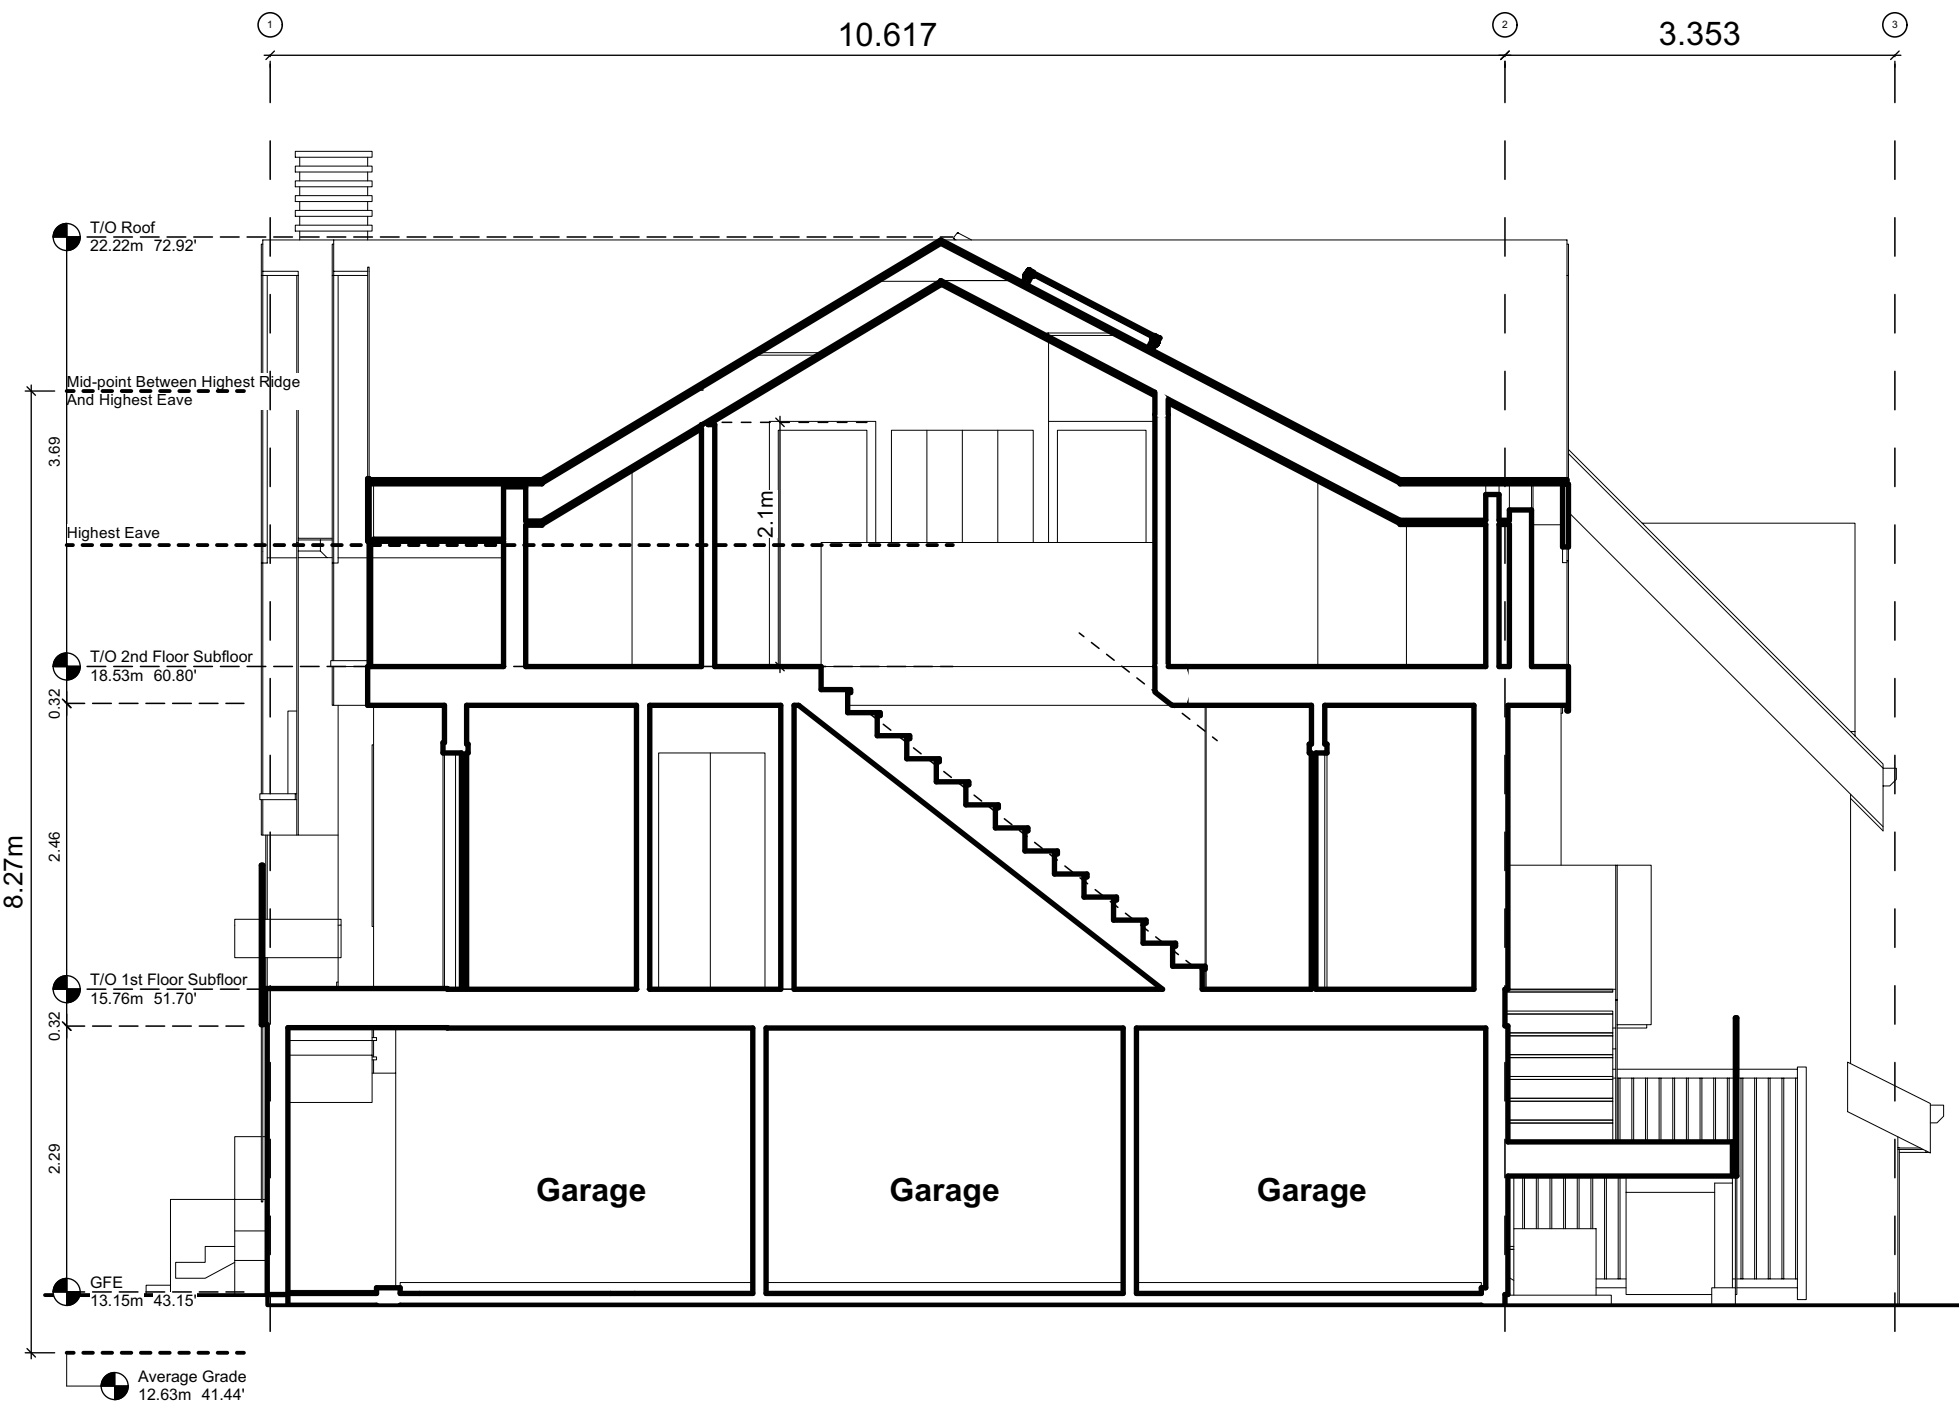 1
10.617
2
3.353
3
T/O Roof
22.22m 72.92'
Mid-point Between Highest Ridge
And Highest Eave
3.69
2.1m
Highest Eave
T/O 2nd Floor Subfloor
18.53m 60.80'
0.32
2.46
8.27m
T/O 1st Floor Subfloor
15.76m 51.70'
0.32
2.29
Garage
Garage
Garage
GFE
13.15m 43.15'
Average Grade
12.63m 41.44'